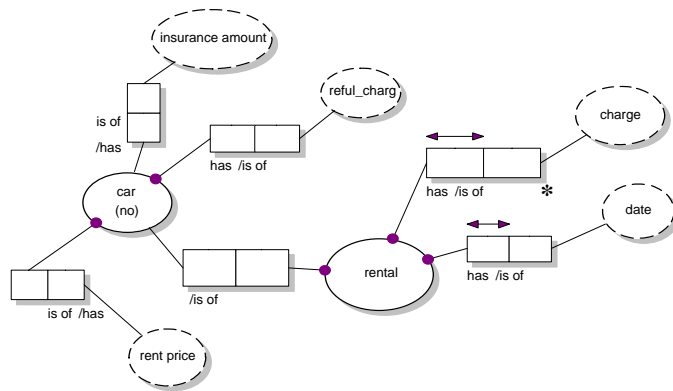 insurance amount
reful_charg
is of
/has
has /is of
charge
has /is of
*
date
car
(no)
has /is of
rental
/is of
is of /has
rent price